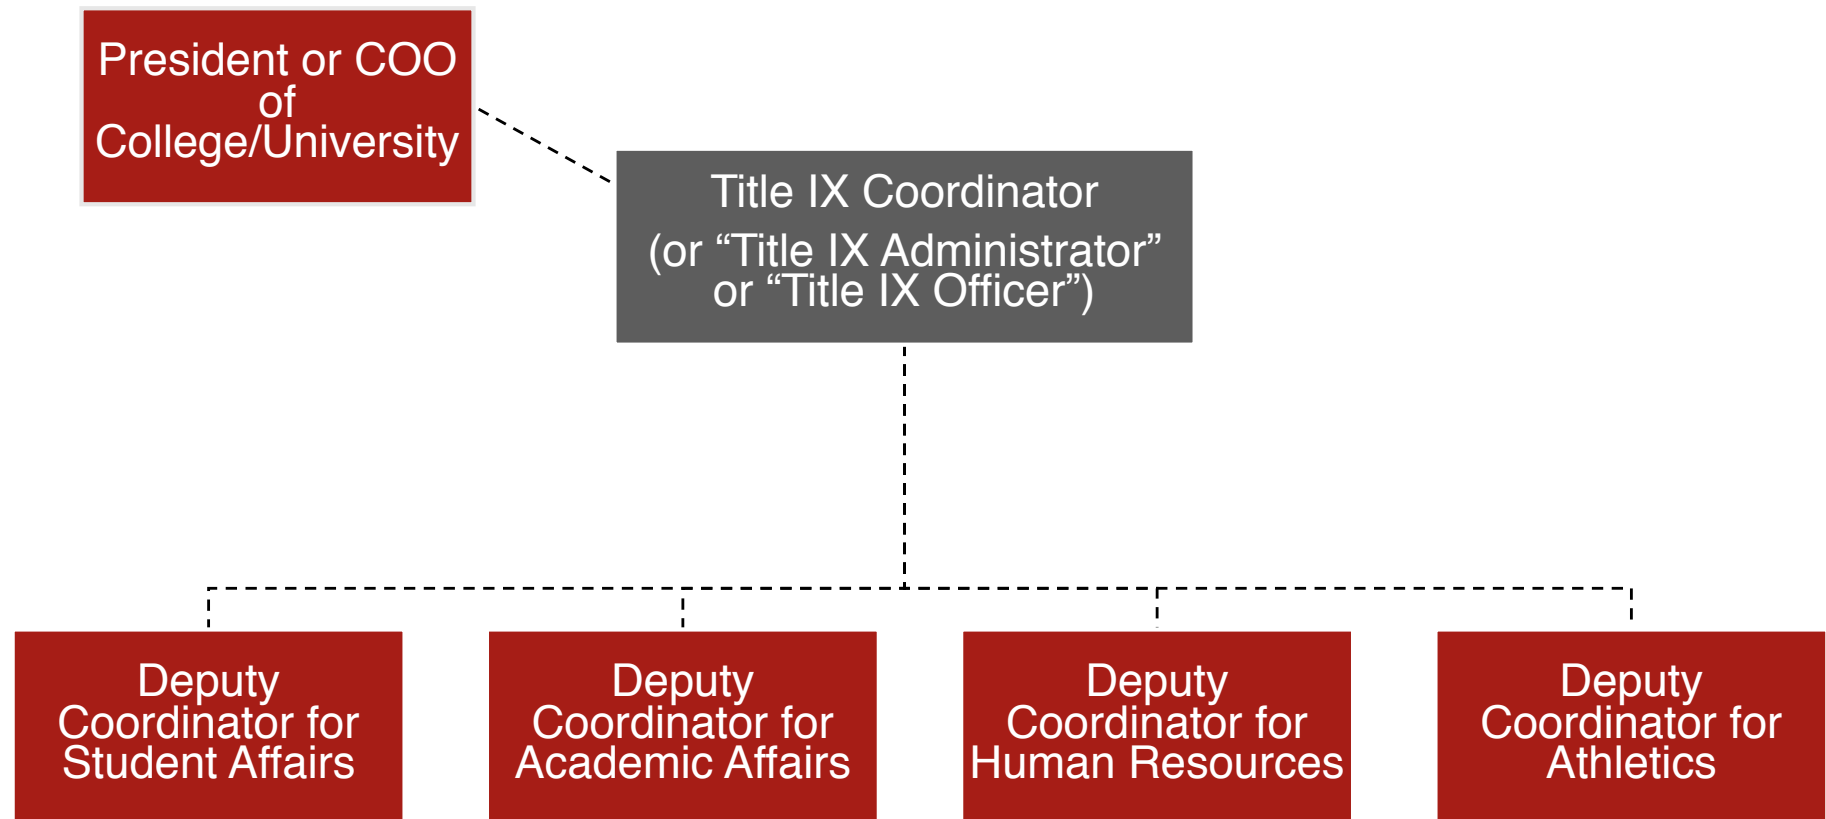 President or COO
of
College/University
Title IX Coordinator
(or “Title IX Administrator”
or “Title IX Officer”)
Deputy
Coordinator for
Student Affairs
Deputy
Coordinator for
Academic Affairs
Deputy
Coordinator for
Human Resources
Deputy
Coordinator for
Athletics